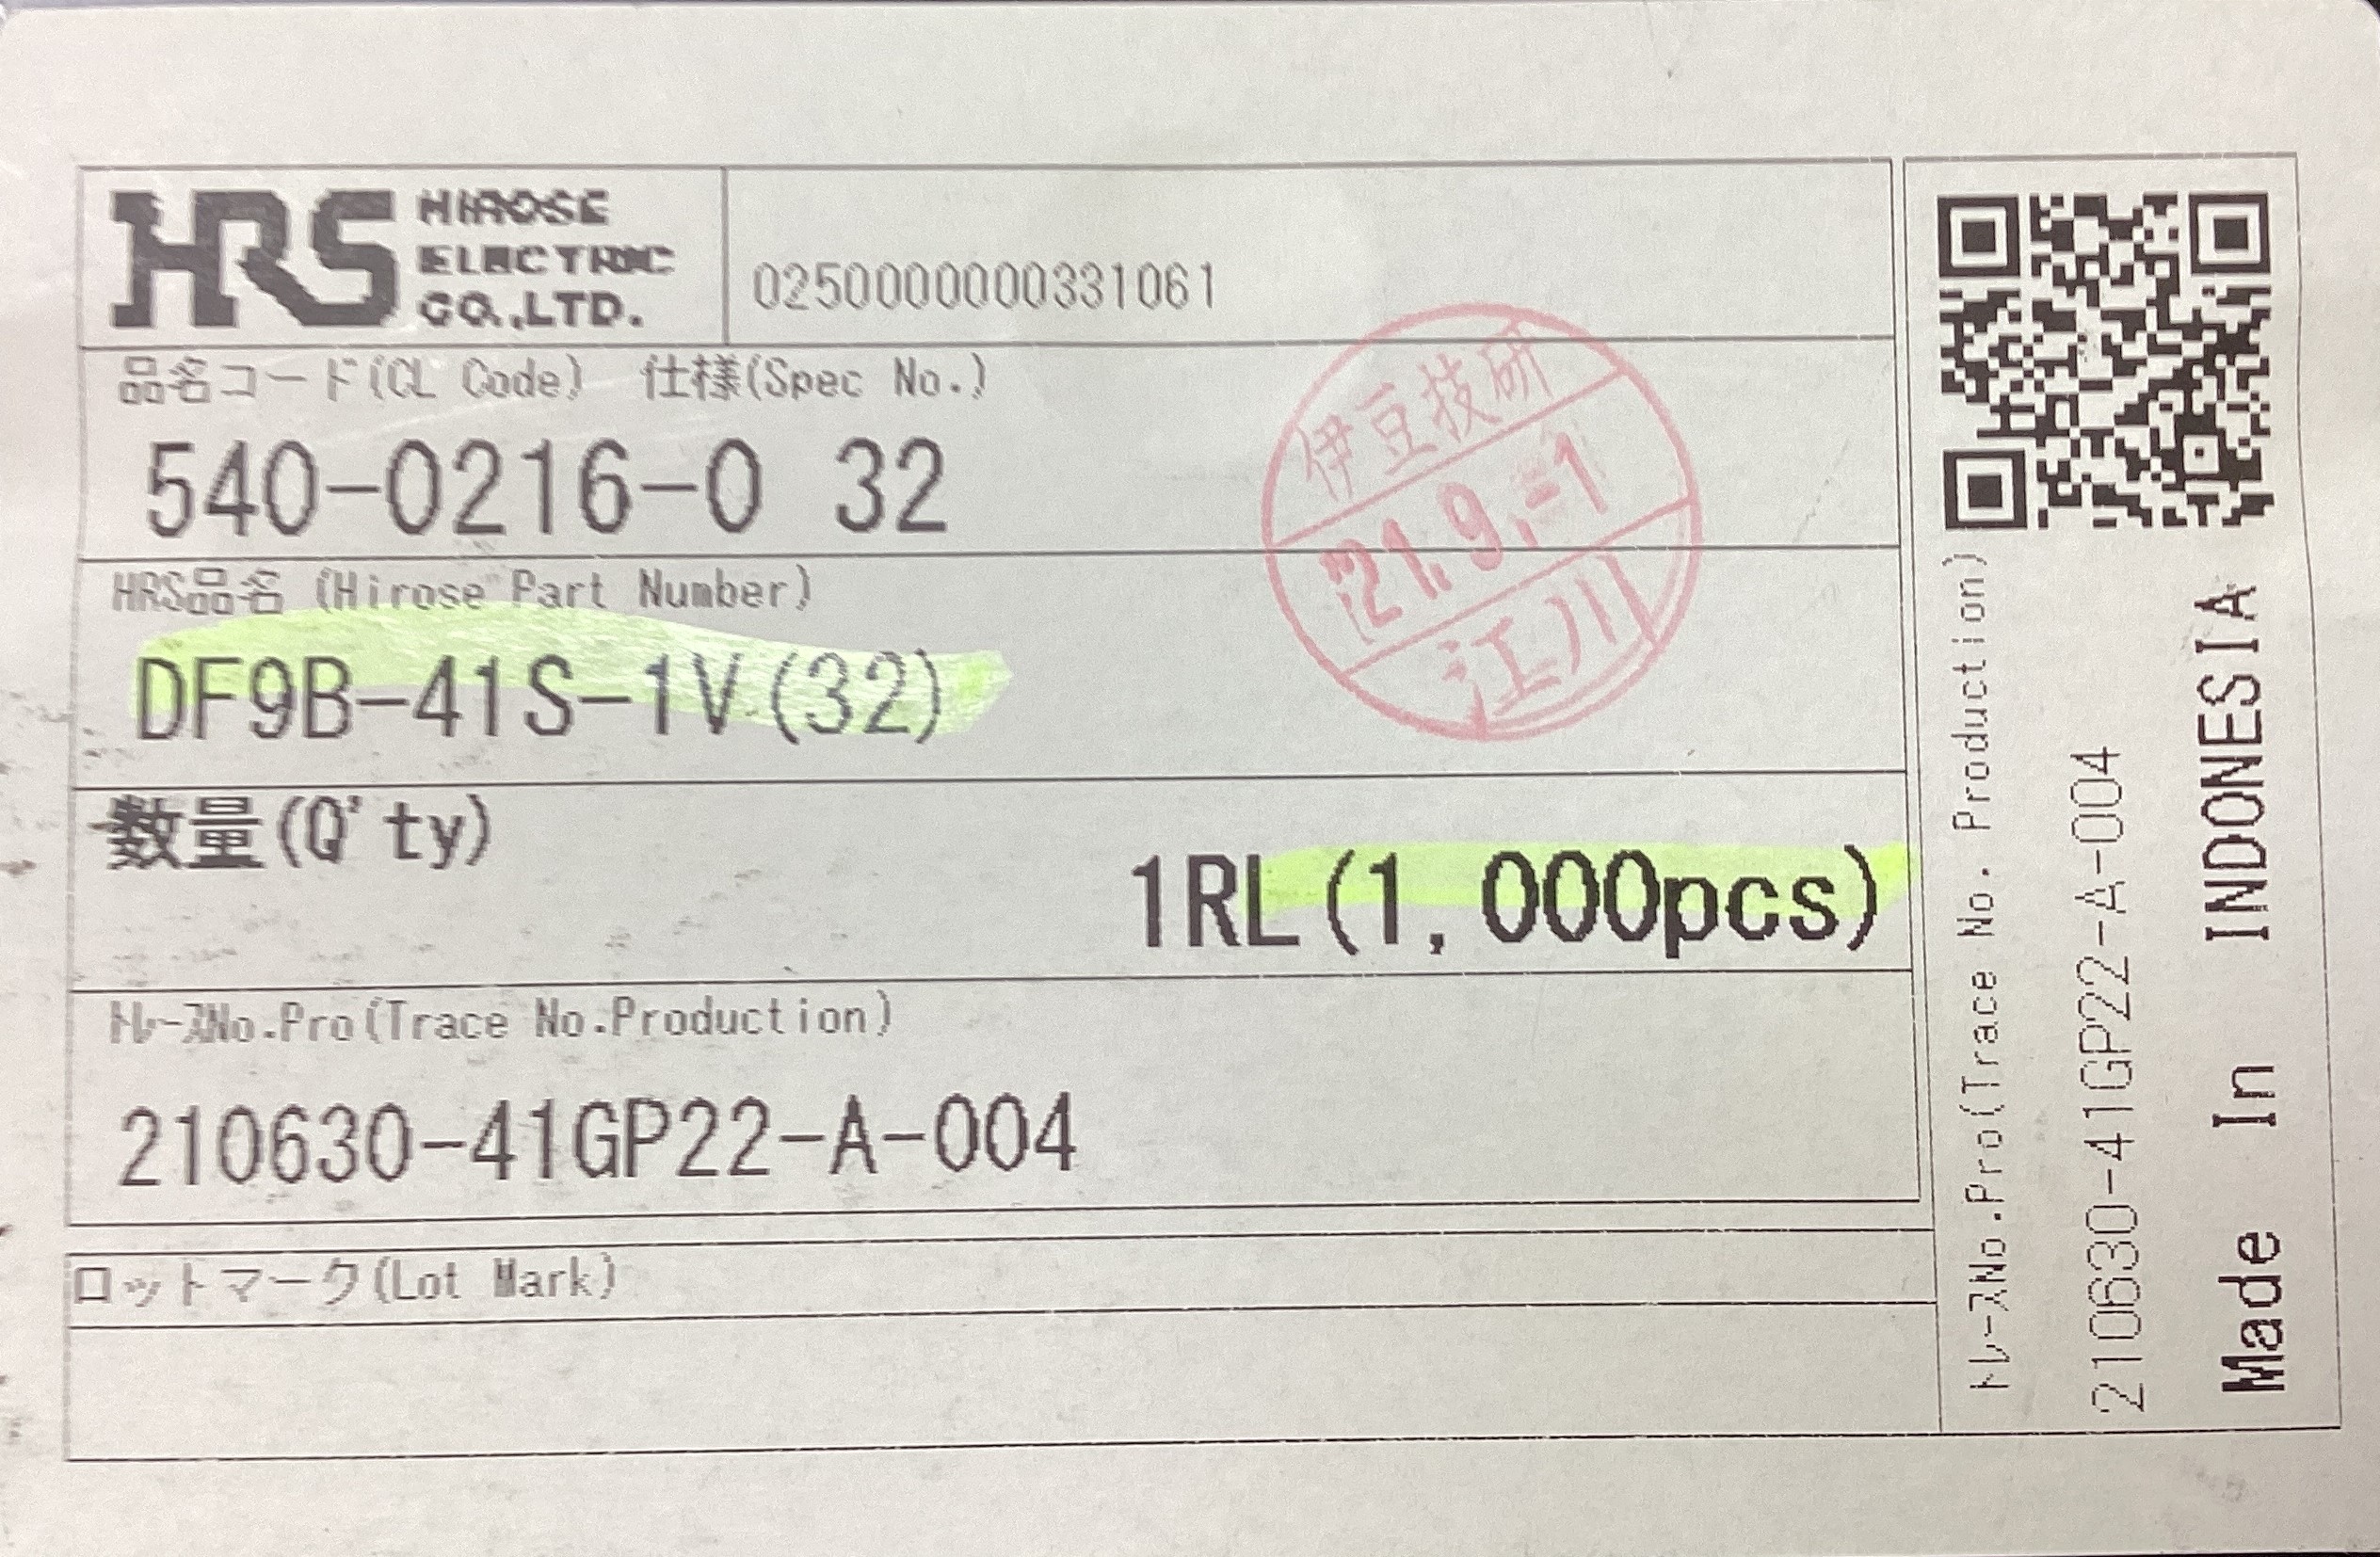 HRS HIROSE
ELECTRIC
CO.,LTD.
0250000000331061
品名コード(CL Code) 仕様(Spec No.)
540-0216-0 32
HRS品名 (Hirose Part Number)
DF9B-41S-1V(32)
数量(Q'ty)
1RL(1,000pcs)
ﾄﾚｰｽNo.Pro(Trace No.Production)
210630-41GP22-A-004
ロットマーク(Lot Mark)
伊豆技研
'21.9.-1
江川
ﾄﾚｰｽNo.Pro(Trace No. Production)
210630-41GP22-A-004
Made In INDONESIA